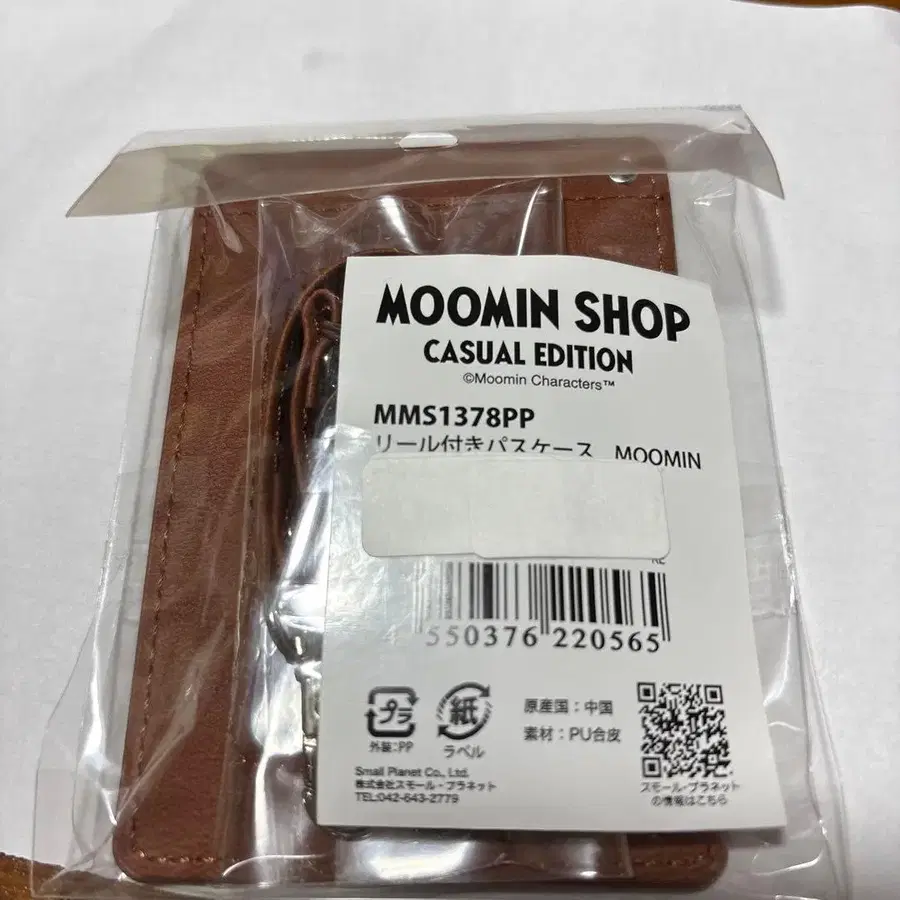 MOOMIN SHOP
CASUAL EDITION
©Moomin Characters™
MMS1378PP
リール付きパスケース MOOMIN
550376 220565
プラ
外装:PP
紙
ラベル
原産国：中国
素材：PU合皮
Small Planet Co., Ltd.
株式会社スモール・プラネット
TEL:042-643-2779
スモール・プラネット
の情報はこちら